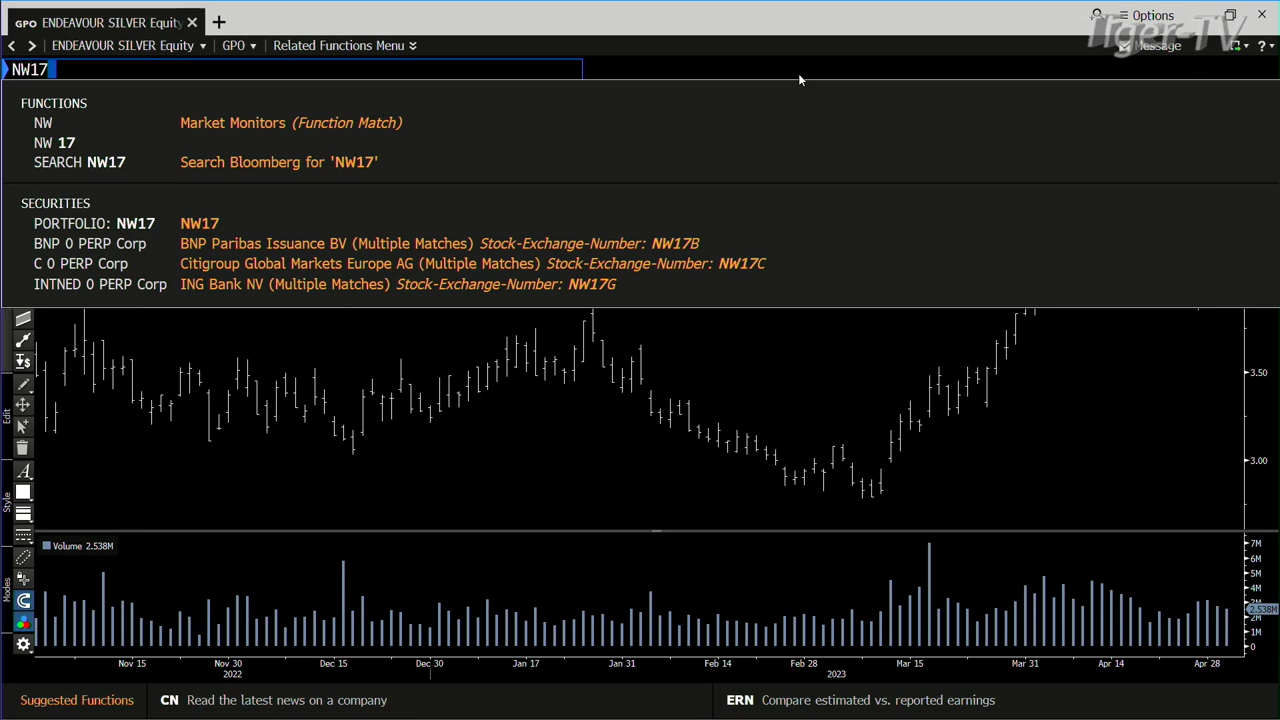 GPO ENDEAVOUR SILVER Equity
Options
Tiger-TV
ENDEAVOUR SILVER Equity GPO Related Functions Menu
Message
NW17
FUNCTIONS
NW Market Monitors (Function Match)
NW 17
SEARCH NW17 Search Bloomberg for 'NW17'
SECURITIES
PORTFOLIO: NW17 NW17
BNP 0 PERP Corp BNP Paribas Issuance BV (Multiple Matches) Stock-Exchange-Number: NW17B
C 0 PERP Corp Citigroup Global Markets Europe AG (Multiple Matches) Stock-Exchange-Number: NW17C
INTNED 0 PERP Corp ING Bank NV (Multiple Matches) Stock-Exchange-Number: NW17G
3.50
Edit
3.00
Style
Volume 2.538M
7M
6M
5M
4M
2.538M
2M
1M
0
Modes
Nov 15 Nov 30 Dec 15 Dec 30 Jan 17 Jan 31 Feb 14 Feb 28 Mar 15 Mar 31 Apr 14 Apr 28
2022 2023
Suggested Functions CN Read the latest news on a company ERN Compare estimated vs. reported earnings